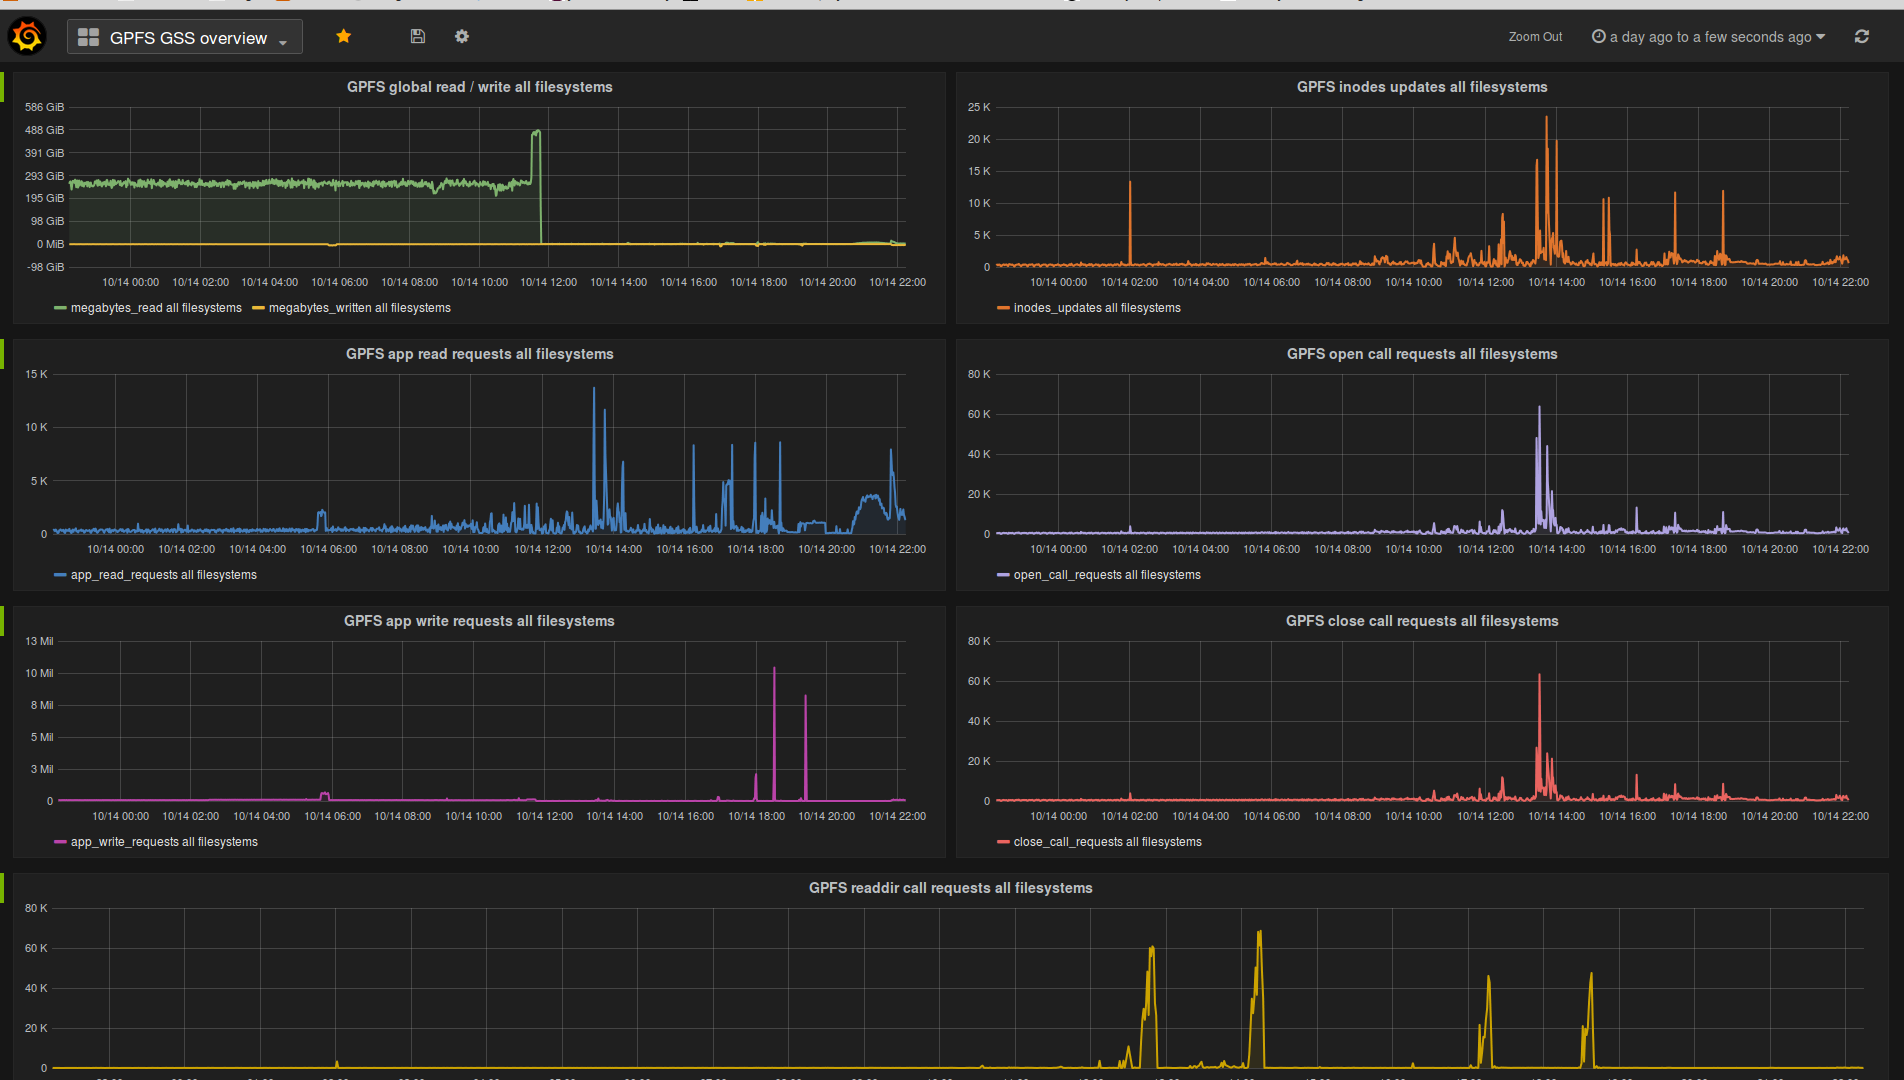 GPFS GSS overview
Zoom Out
a day ago to a few seconds ago
GPFS global read / write all filesystems
586 GiB
488 GiB
391 GiB
293 GiB
195 GiB
98 GiB
0 MiB
-98 GiB
10/14 00:00 10/14 02:00 10/14 04:00 10/14 06:00 10/14 08:00 10/14 10:00 10/14 12:00 10/14 14:00 10/14 16:00 10/14 18:00 10/14 20:00 10/14 22:00
megabytes_read all filesystems megabytes_written all filesystems
GPFS inodes updates all filesystems
25 K
20 K
15 K
10 K
5 K
0
10/14 00:00 10/14 02:00 10/14 04:00 10/14 06:00 10/14 08:00 10/14 10:00 10/14 12:00 10/14 14:00 10/14 16:00 10/14 18:00 10/14 20:00 10/14 22:00
inodes_updates all filesystems
GPFS app read requests all filesystems
15 K
10 K
5 K
0
10/14 00:00 10/14 02:00 10/14 04:00 10/14 06:00 10/14 08:00 10/14 10:00 10/14 12:00 10/14 14:00 10/14 16:00 10/14 18:00 10/14 20:00 10/14 22:00
app_read_requests all filesystems
GPFS open call requests all filesystems
80 K
60 K
40 K
20 K
0
10/14 00:00 10/14 02:00 10/14 04:00 10/14 06:00 10/14 08:00 10/14 10:00 10/14 12:00 10/14 14:00 10/14 16:00 10/14 18:00 10/14 20:00 10/14 22:00
open_call_requests all filesystems
GPFS app write requests all filesystems
13 Mil
10 Mil
8 Mil
5 Mil
3 Mil
0
10/14 00:00 10/14 02:00 10/14 04:00 10/14 06:00 10/14 08:00 10/14 10:00 10/14 12:00 10/14 14:00 10/14 16:00 10/14 18:00 10/14 20:00 10/14 22:00
app_write_requests all filesystems
GPFS close call requests all filesystems
80 K
60 K
40 K
20 K
0
10/14 00:00 10/14 02:00 10/14 04:00 10/14 06:00 10/14 08:00 10/14 10:00 10/14 12:00 10/14 14:00 10/14 16:00 10/14 18:00 10/14 20:00 10/14 22:00
close_call_requests all filesystems
GPFS readdir call requests all filesystems
80 K
60 K
40 K
20 K
0